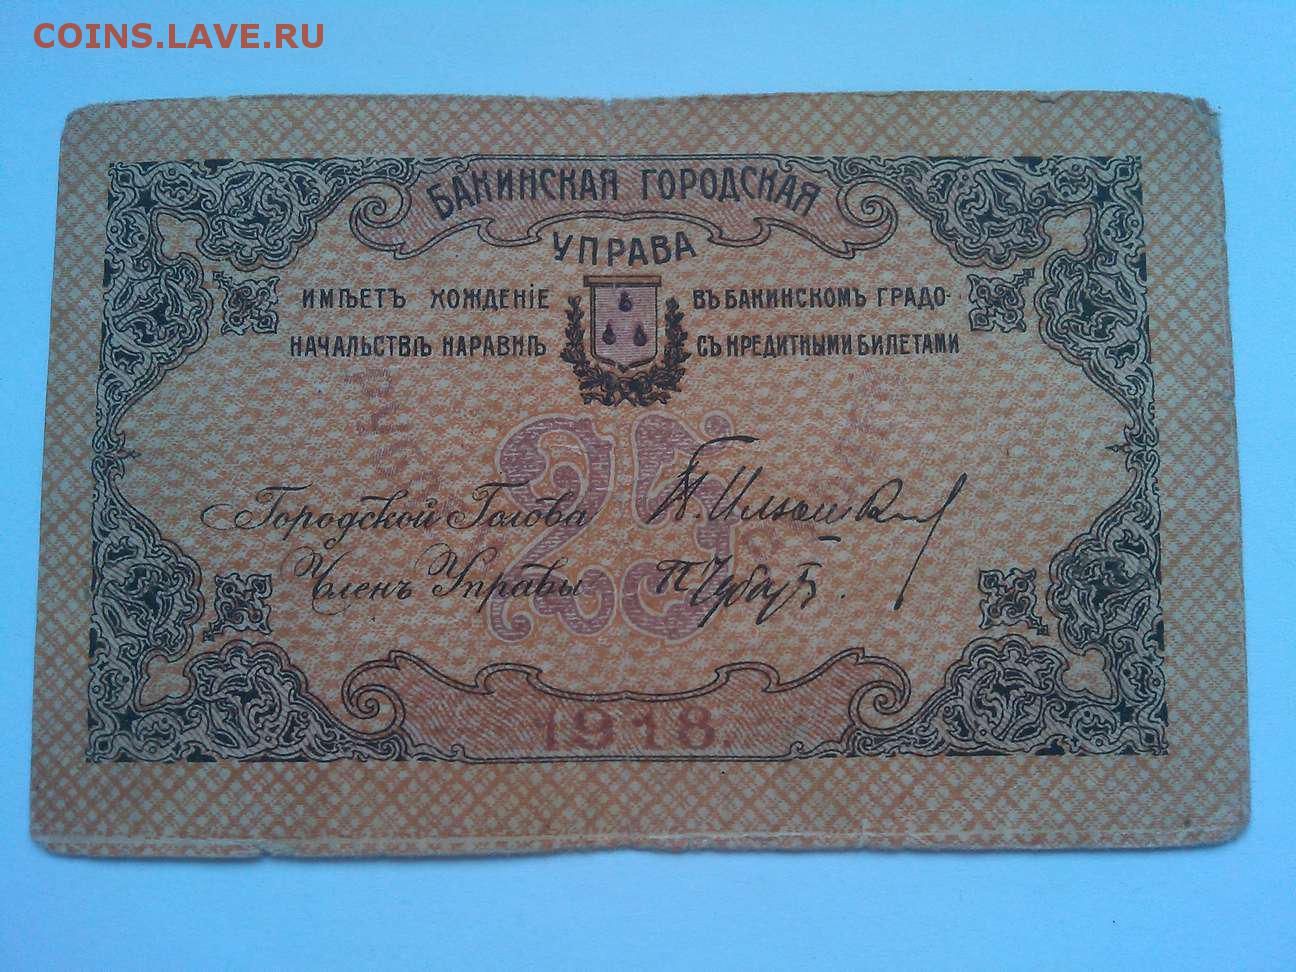 COINS.LAVE.RU
БАКИНСКАЯ ГОРОДСКАЯ
УПРАВА
ИМѢЕТЪ ХОЖДЕНІЕ ВЪ БАКИНСКОМЪ ГРАДО-
НАЧАЛЬСТВѢ НАРАВНѢ СЪ КРЕДИТНЫМИ БИЛЕТАМИ
25
Городской Голова
Членъ Управы
1918.